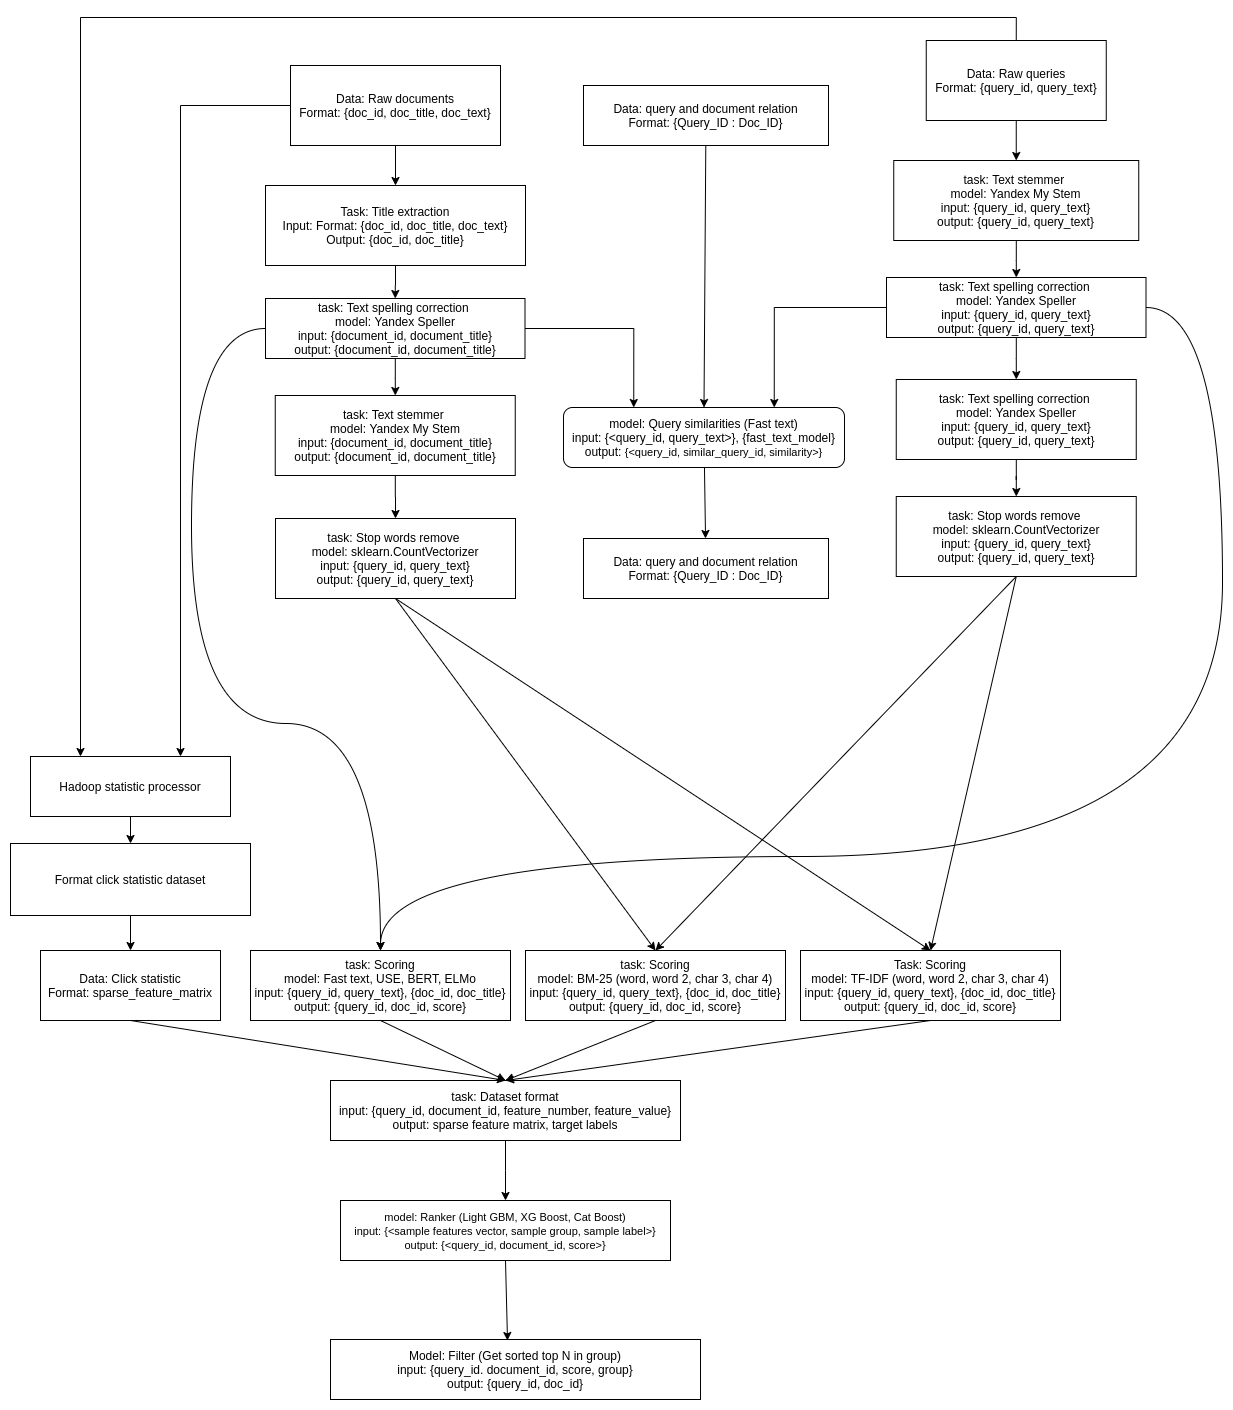 Data: Raw queries
Format: {query_id, query_text}
Data: Raw documents
Format: {doc_id, doc_title, doc_text}
Data: query and document relation
Format: {Query_ID : Doc_ID}
task: Text stemmer
model: Yandex My Stem
input: {query_id, query_text}
output: {query_id, query_text}
Task: Title extraction
Input: Format: {doc_id, doc_title, doc_text}
Output: {doc_id, doc_title}
task: Text spelling correction
model: Yandex Speller
input: {query_id, query_text}
output: {query_id, query_text}
task: Text spelling correction
model: Yandex Speller
input: {document_id, document_title}
output: {document_id, document_title}
task: Text spelling correction
model: Yandex Speller
input: {query_id, query_text}
output: {query_id, query_text}
task: Text stemmer
model: Yandex My Stem
input: {document_id, document_title}
output: {document_id, document_title}
model: Query similarities (Fast text)
input: {<query_id, query_text>}, {fast_text_model}
output: {<query_id, similar_query_id, similarity>}
task: Stop words remove
model: sklearn.CountVectorizer
input: {query_id, query_text}
output: {query_id, query_text}
task: Stop words remove
model: sklearn.CountVectorizer
input: {query_id, query_text}
output: {query_id, query_text}
Data: query and document relation
Format: {Query_ID : Doc_ID}
Hadoop statistic processor
Format click statistic dataset
Data: Click statistic
Format: sparse_feature_matrix
task: Scoring
model: Fast text, USE, BERT, ELMo
input: {query_id, query_text}, {doc_id, doc_title}
output: {query_id, doc_id, score}
task: Scoring
model: BM-25 (word, word 2, char 3, char 4)
input: {query_id, query_text}, {doc_id, doc_title}
output: {query_id, doc_id, score}
Task: Scoring
model: TF-IDF (word, word 2, char 3, char 4)
input: {query_id, query_text}, {doc_id, doc_title}
output: {query_id, doc_id, score}
task: Dataset format
input: {query_id, document_id, feature_number, feature_value}
output: sparse feature matrix, target labels
model: Ranker (Light GBM, XG Boost, Cat Boost)
input: {<sample features vector, sample group, sample label>}
output: {<query_id, document_id, score>}
Model: Filter (Get sorted top N in group)
input: {query_id. document_id, score, group}
output: {query_id, doc_id}